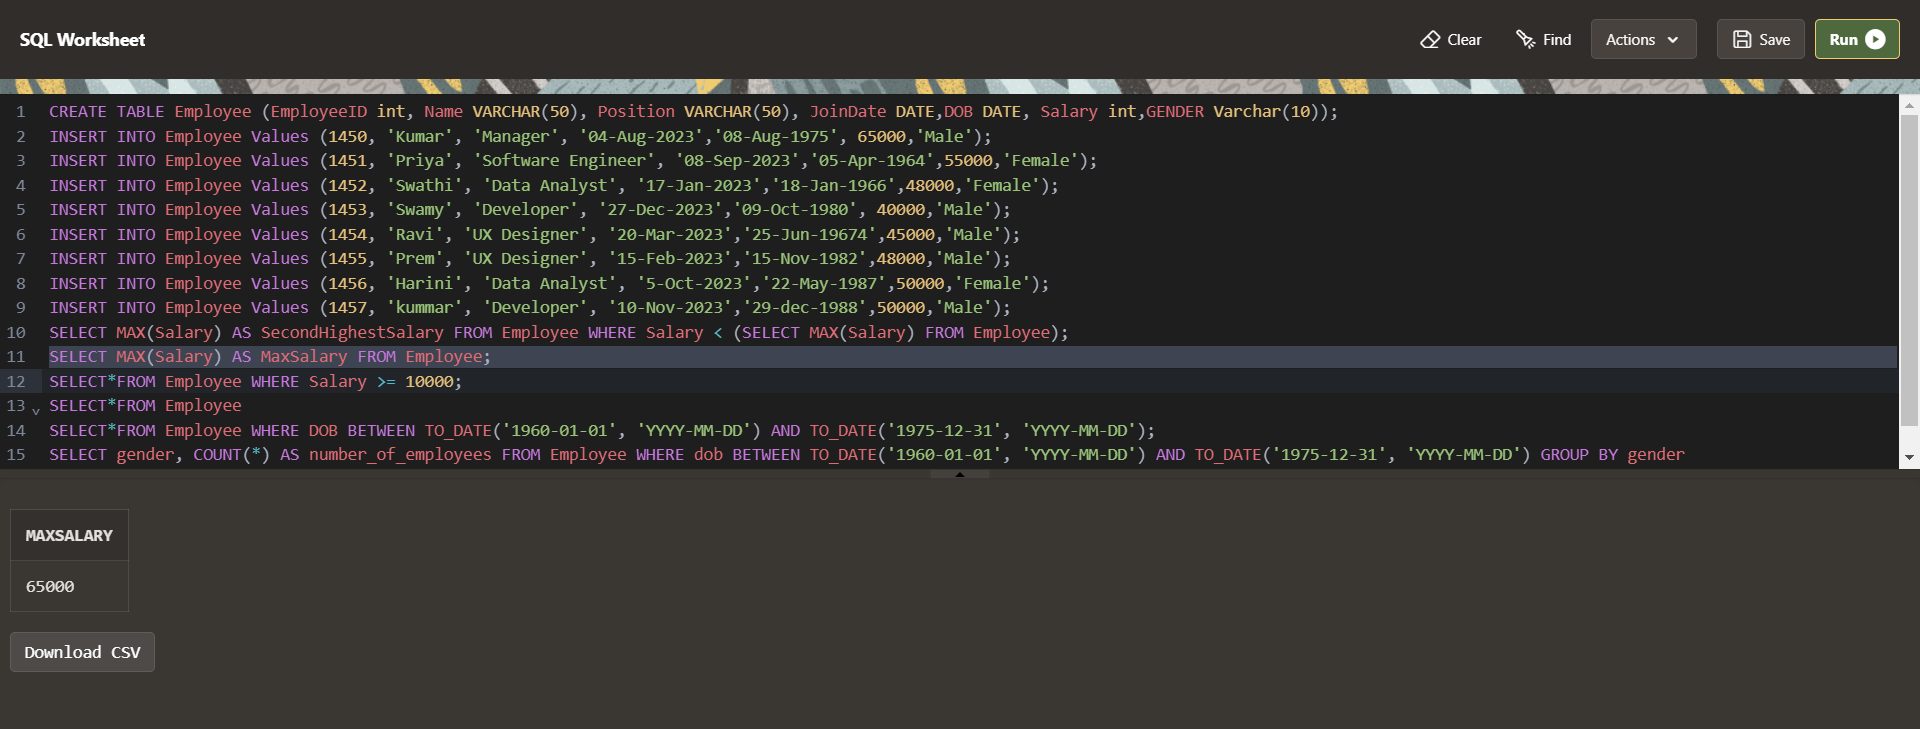 SQL Worksheet
Clear Find Actions Save Run
1 CREATE TABLE Employee (EmployeeID int, Name VARCHAR(50), Position VARCHAR(50), JoinDate DATE,DOB DATE, Salary int,GENDER Varchar(10));
2 INSERT INTO Employee Values (1450, 'Kumar', 'Manager', '04-Aug-2023','08-Aug-1975', 65000,'Male');
3 INSERT INTO Employee Values (1451, 'Priya', 'Software Engineer', '08-Sep-2023','05-Apr-1964',55000,'Female');
4 INSERT INTO Employee Values (1452, 'Swathi', 'Data Analyst', '17-Jan-2023','18-Jan-1966',48000,'Female');
5 INSERT INTO Employee Values (1453, 'Swamy', 'Developer', '27-Dec-2023','09-Oct-1980', 40000,'Male');
6 INSERT INTO Employee Values (1454, 'Ravi', 'UX Designer', '20-Mar-2023','25-Jun-19674',45000,'Male');
7 INSERT INTO Employee Values (1455, 'Prem', 'UX Designer', '15-Feb-2023','15-Nov-1982',48000,'Male');
8 INSERT INTO Employee Values (1456, 'Harini', 'Data Analyst', '5-Oct-2023','22-May-1987',50000,'Female');
9 INSERT INTO Employee Values (1457, 'kummar', 'Developer', '10-Nov-2023','29-dec-1988',50000,'Male');
10 SELECT MAX(Salary) AS SecondHighestSalary FROM Employee WHERE Salary < (SELECT MAX(Salary) FROM Employee);
11 SELECT MAX(Salary) AS MaxSalary FROM Employee;
12 SELECT*FROM Employee WHERE Salary >= 10000;
13 SELECT*FROM Employee
14 SELECT*FROM Employee WHERE DOB BETWEEN TO_DATE('1960-01-01', 'YYYY-MM-DD') AND TO_DATE('1975-12-31', 'YYYY-MM-DD');
15 SELECT gender, COUNT(*) AS number_of_employees FROM Employee WHERE dob BETWEEN TO_DATE('1960-01-01', 'YYYY-MM-DD') AND TO_DATE('1975-12-31', 'YYYY-MM-DD') GROUP BY gender
MAXSALARY
65000
Download CSV